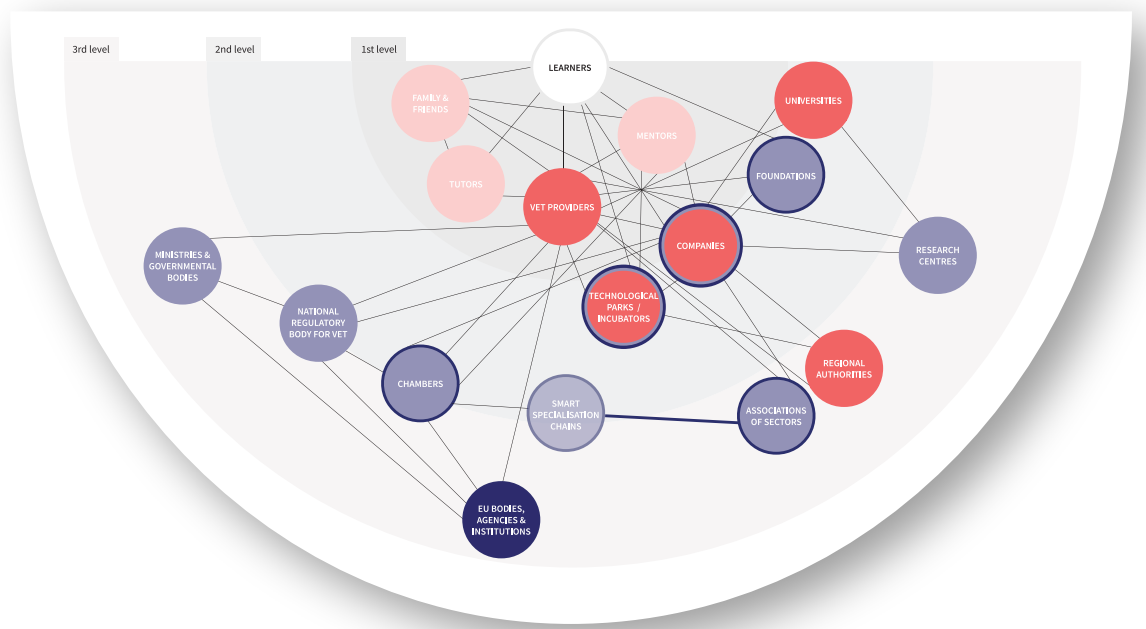 3rd level
2nd level
1st level
LEARNERS
FAMILY &
FRIENDS
UNIVERSITIES
MENTORS
TUTORS
FOUNDATIONS
VET PROVIDERS
COMPANIES
RESEARCH
CENTRES
MINISTRIES &
GOVERNMENTAL
BODIES
TECHNOLOGICAL
PARKS /
INCUBATORS
NATIONAL
REGULATORY
BODY FOR VET
REGIONAL
AUTHORITIES
CHAMBERS
SMART
SPECIALISATION
CHAINS
ASSOCIATIONS
OF SECTORS
EU BODIES,
AGENCIES &
INSTITUTIONS